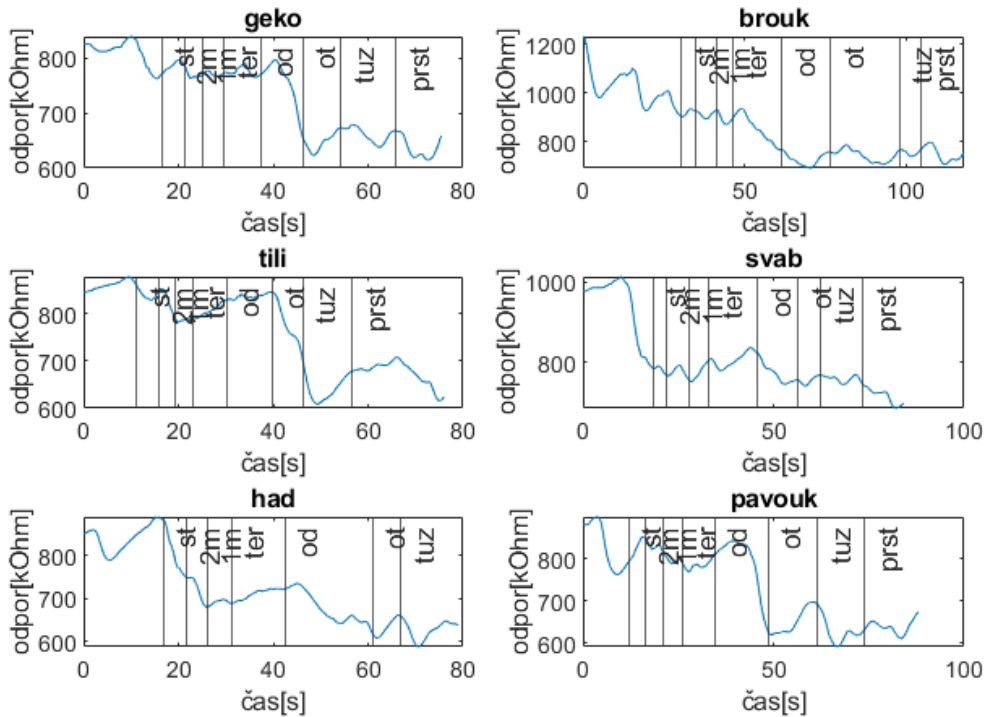 geko
odpor[kOhm]
800
700
600
st
2m
1m
ter
od
ot
tuz
prst
0
20
40
60
80
čas[s]
brouk
odpor[kOhm]
1200
1000
800
st
2m
1m
ter
od
ot
tuz
prst
0
50
100
čas[s]
tili
odpor[kOhm]
800
700
600
st
2m
1m
ter
od
ot
tuz
prst
0
20
40
60
80
čas[s]
svab
odpor[kOhm]
1000
800
st
2m
1m
ter
od
ot
tuz
prst
0
50
100
čas[s]
had
odpor[kOhm]
800
700
600
st
2m
1m
ter
od
ot
tuz
0
20
40
60
80
čas[s]
pavouk
odpor[kOhm]
800
700
600
st
2m
1m
ter
od
ot
tuz
prst
0
50
100
čas[s]